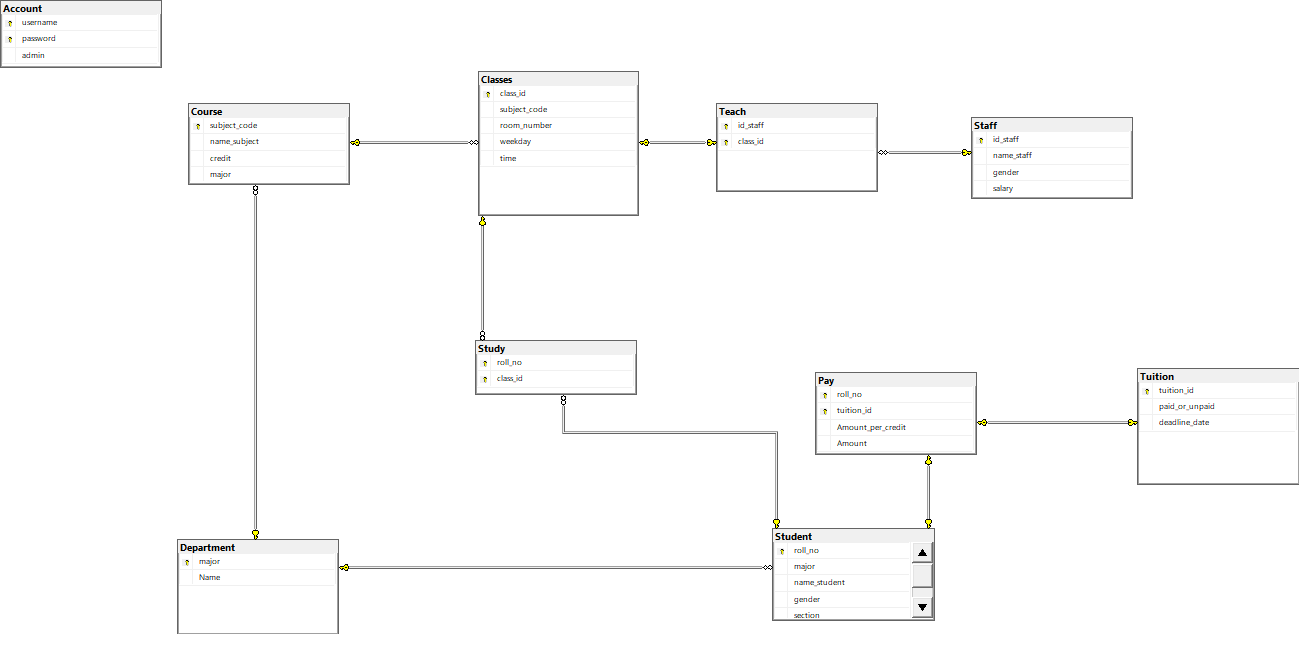 Account
username
password
admin
Course
subject_code
name_subject
credit
major
Classes
class_id
subject_code
room_number
weekday
time
Teach
id_staff
class_id
Staff
id_staff
name_staff
gender
salary
Study
roll_no
class_id
Pay
roll_no
tuition_id
Amount_per_credit
Amount
Tuition
tuition_id
paid_or_unpaid
deadline_date
Department
major
Name
Student
roll_no
major
name_student
gender
section